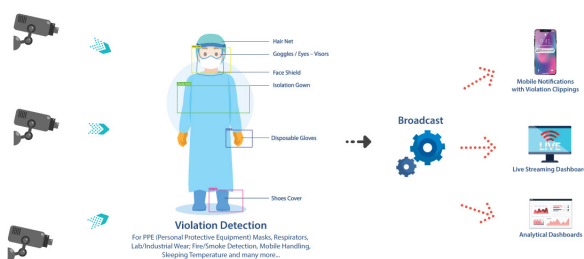 Hair Net
Goggles / Eyes – Visors
Face Shield
Isolation Gown
Disposable Gloves
Shoes Cover
Violation Detection
For PPE (Personal Protective Equipment) Masks, Respirators,
Lab/Industrial Wear; Fire/Smoke Detection, Mobile Handling,
Sleeping Temperature and many more...
Broadcast
Mobile Notifications
with Violation Clippings
LIVE
Live Streaming Dashboard
Analytical Dashboards